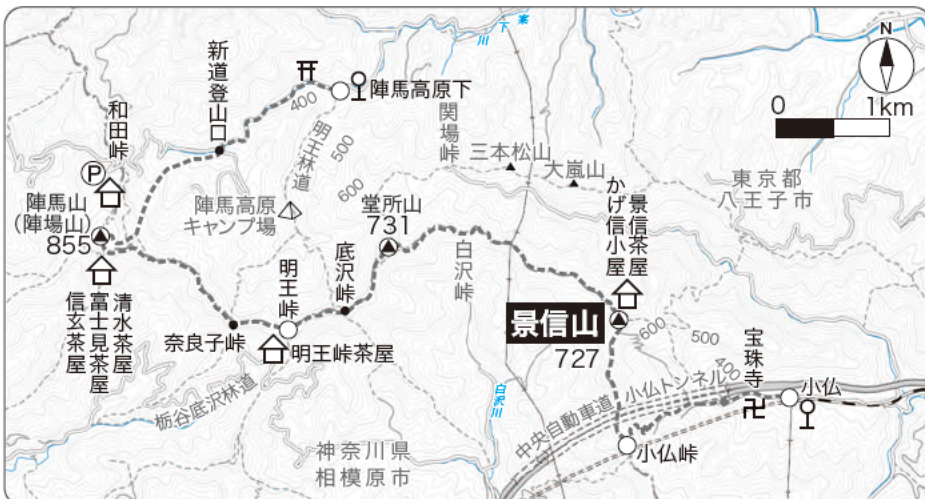 案
下
川
N
0
1km
新道登山口
陣馬高原下
400
和田峠
明王林道
500
600
関場峠
三本松山
大嵐山
東京都
八王子市
P
陣馬山
(陣場山)
855
陣馬高原
キャンプ場
堂所山
731
景信茶屋
かげ信小屋
底沢峠
白沢峠
明王峠
清水茶屋
富士見茶屋
信玄茶屋
奈良子峠
明王峠茶屋
景信山
727
600
500
400
宝珠寺
小仏
栃谷底沢林道
白沢川
中央自動車道
小仏トンネル
小仏峠
神奈川県
相模原市